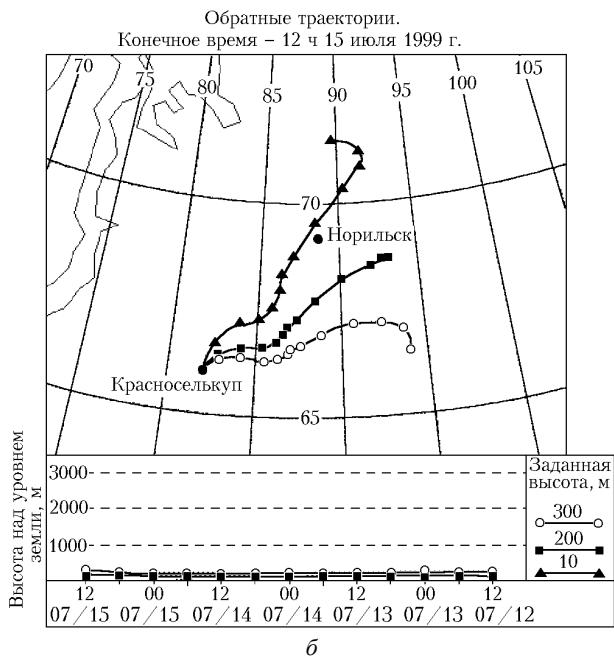 Обратные траектории.
Конечное время – 12 ч 15 июля 1999 г.
70
75
80
85
90
95
100
105
70
Норильск
Красноселькуп
65
Высота над уровнем
земли, м
3000
2000
1000
Заданная
высота, м
300
200
10
12 00 12 00 12 00 12
07/15 07/15 07/14 07/14 07/13 07/13 07/12
б